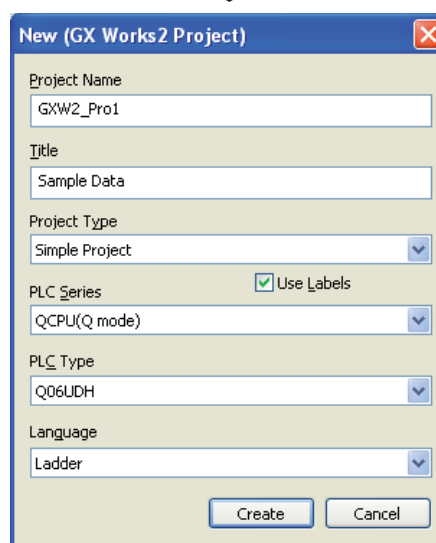 New (GX Works2 Project)
Project Name
GXW2_Pro1
Title
Sample Data
Project Type
Simple Project
Use Labels
PLC Series
QCPU(Q mode)
PLC Type
Q06UDH
Language
Ladder
Create Cancel